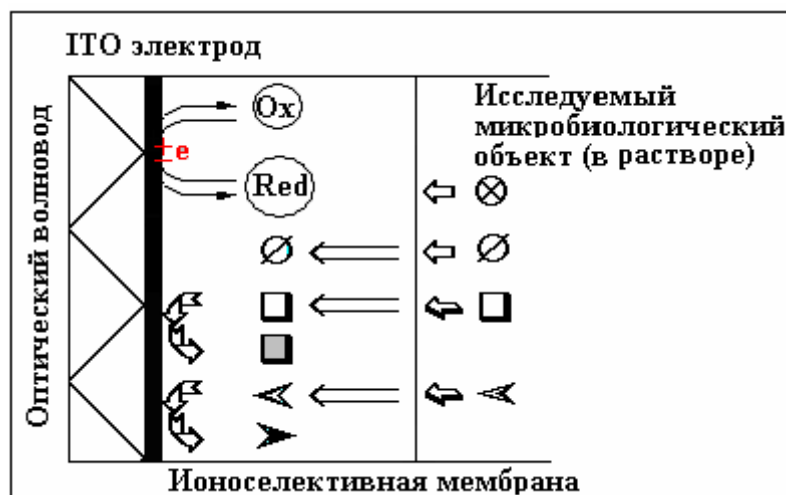 ITO электрод
Оптический волновод
Ox
±e
Red
Исследуемый
микробиологический
объект (в растворе)
Ионоселективная мембрана